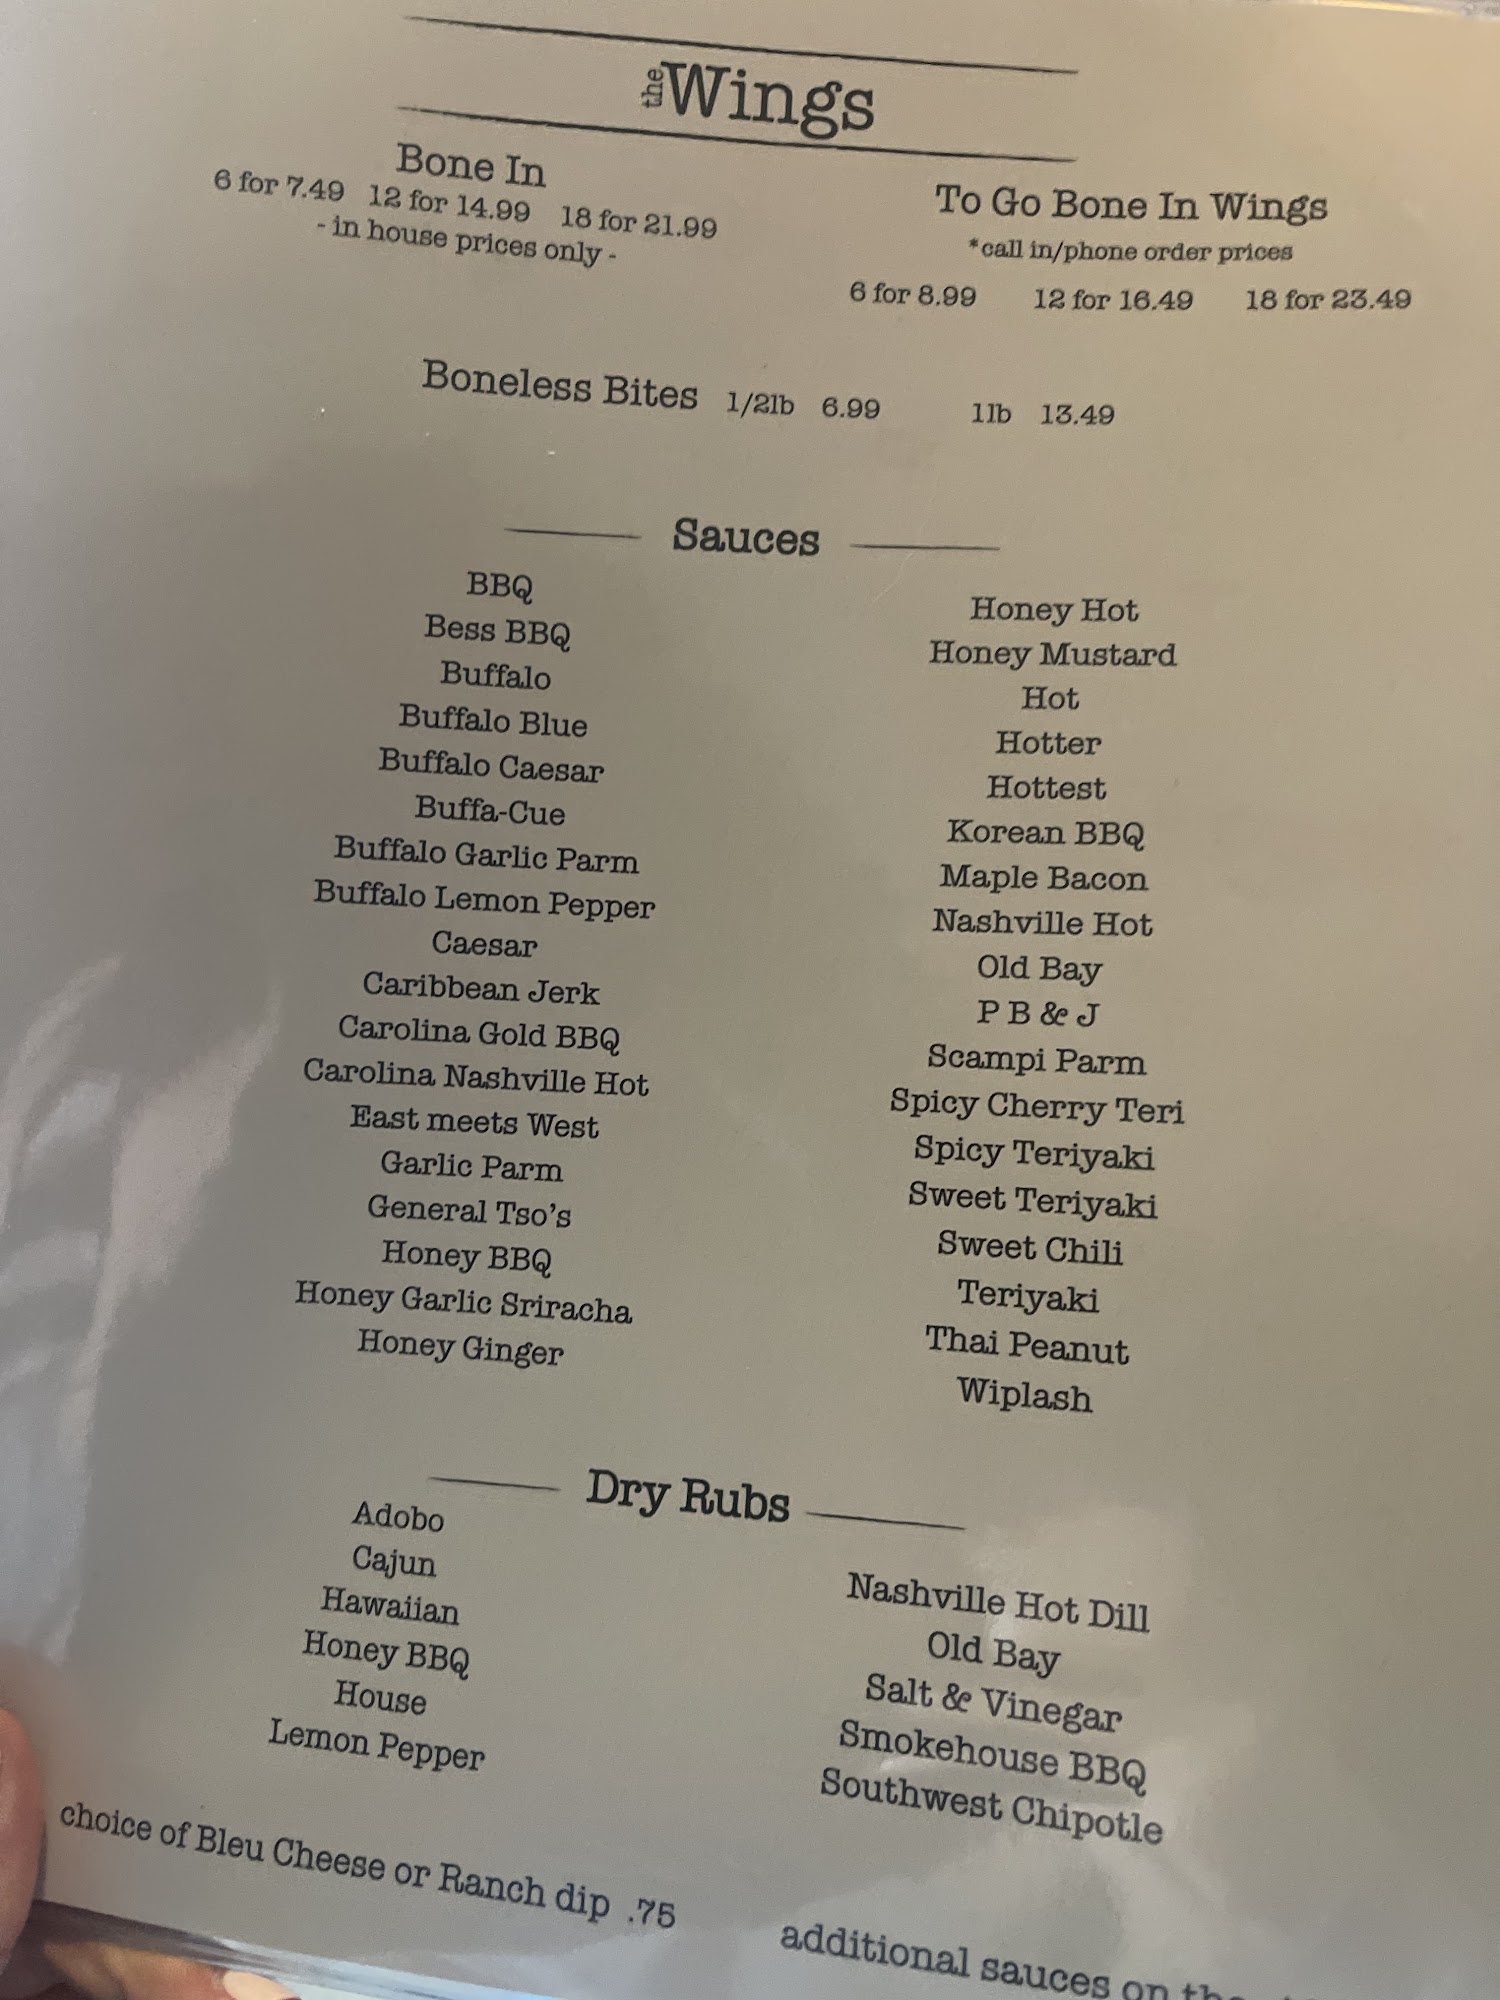 the Wings
Bone In
6 for 7.49 12 for 14.99 18 for 21.99
- in house prices only -
To Go Bone In Wings
*call in/phone order prices
6 for 8.99 12 for 16.49 18 for 23.49
Boneless Bites 1/2lb 6.99 1lb 13.49
Sauces
BBQ
Bess BBQ
Buffalo
Buffalo Blue
Buffalo Caesar
Buffa-Cue
Buffalo Garlic Parm
Buffalo Lemon Pepper
Caesar
Caribbean Jerk
Carolina Gold BBQ
Carolina Nashville Hot
East meets West
Garlic Parm
General Tso's
Honey BBQ
Honey Garlic Sriracha
Honey Ginger
Honey Hot
Honey Mustard
Hot
Hotter
Hottest
Korean BBQ
Maple Bacon
Nashville Hot
Old Bay
P B & J
Scampi Parm
Spicy Cherry Teri
Spicy Teriyaki
Sweet Teriyaki
Sweet Chili
Teriyaki
Thai Peanut
Wiplash
Dry Rubs
Adobo
Cajun
Hawaiian
Honey BBQ
House
Lemon Pepper
Nashville Hot Dill
Old Bay
Salt & Vinegar
Smokehouse BBQ
Southwest Chipotle
choice of Bleu Cheese or Ranch dip .75
additional sauces on the